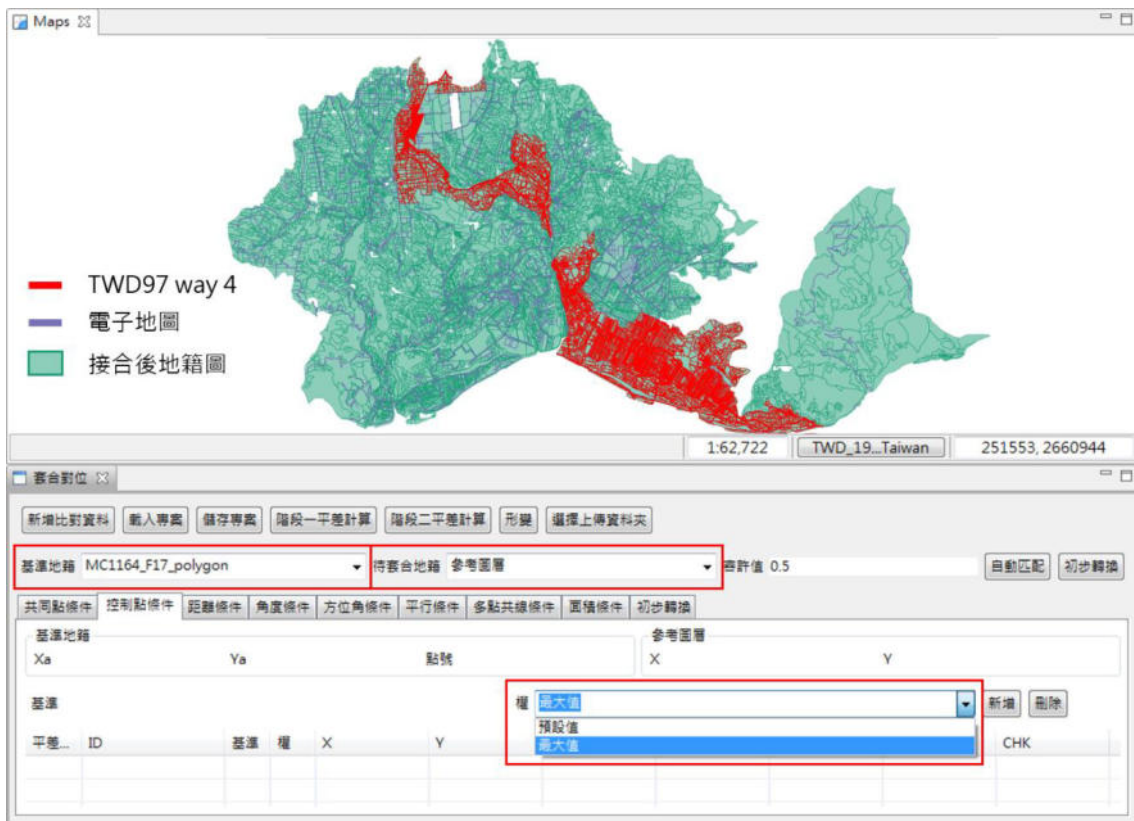 Maps
TWD97 way 4
電子地圖
接合後地籍圖
1:62,722 TWD_19...Taiwan 251553, 2660944
套合對位
新增比對資料 載入專案 儲存專案 階段一平差計算 階段二平差計算 形變 選擇上傳資料夾
基準地籍 MC1164_F17_polygon 待套合地籍 參考圖層 容許值 0.5 自動匹配 初步轉換
共同點條件 控制點條件 距離條件 角度條件 方位角條件 平行條件 多點共線條件 面積條件 初步轉換
基準地籍 參考圖層
Xa Ya 點號 X Y
基準 權 最大值 新增 刪除
預設值
最大值
平差... ID 基準 權 X Y CHK